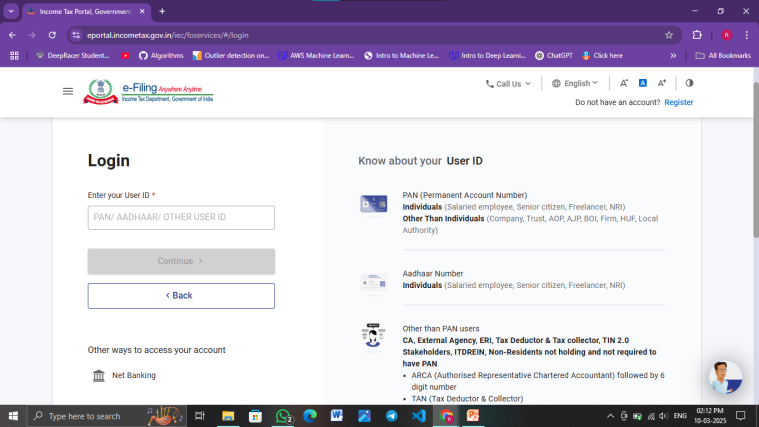 Income Tax Portal, Government
eportal.incometax.gov.in/iec/foservices/#/login
R
DeepRacer Student...
Algorithms
Outlier detection on...
AWS Machine Learn...
Intro to Machine Le...
Intro to Deep Learni...
ChatGPT
Click here
All Bookmarks
e-Filing Anywhere Anytime
Income Tax Department, Government of India
Call Us
English
A-
A
A+
Do not have an account? Register
Login
Enter your User ID *
PAN/ AADHAAR/ OTHER USER ID
Continue >
< Back
Other ways to access your account
Net Banking
Know about your User ID
PAN (Permanent Account Number)
Individuals (Salaried employee, Senior citizen, Freelancer, NRI)
Other Than Individuals (Company, Trust, AOP, AJP, BOI, Firm, HUF, Local
Authority)
Aadhaar Number
Individuals (Salaried employee, Senior citizen, Freelancer, NRI)
Other than PAN users
CA, External Agency, ERI, Tax Deductor & Tax collector, TIN 2.0
Stakeholders, ITDREIN, Non-Residents not holding and not required to
have PAN
• ARCA (Authorised Representative Chartered Accountant) followed by 6
digit number
• TAN (Tax Deductor & Collector)
Type here to search
2
ENG
02:12 PM
10-03-2025